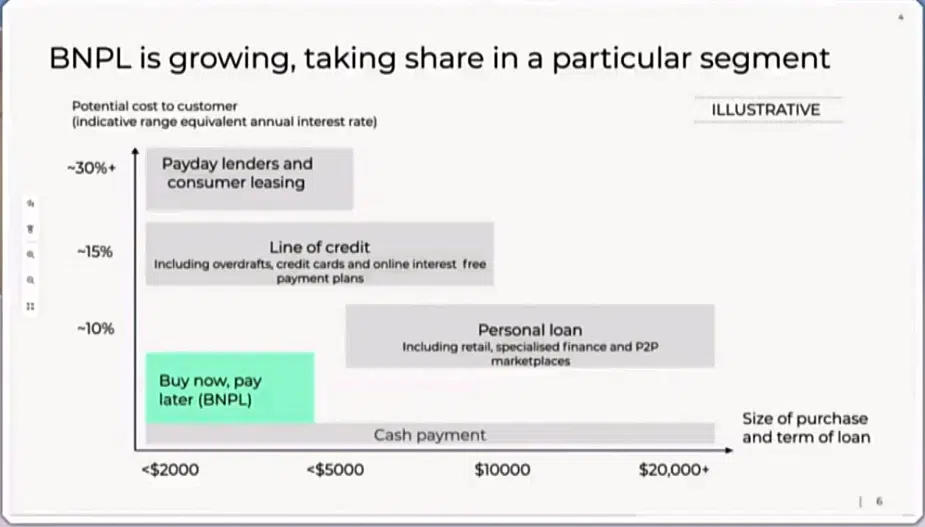 4
BNPL is growing, taking share in a particular segment
Potential cost to customer
(indicative range equivalent annual interest rate)
ILLUSTRATIVE
~30%+
Payday lenders and
consumer leasing
~15%
Line of credit
Including overdrafts, credit cards and online interest free
payment plans
~10%
Personal loan
Including retail, specialised finance and P2P
marketplaces
Buy now, pay
later (BNPL)
Cash payment
Size of purchase
and term of loan
<$2000
<$5000
$10000
$20,000+
| 6